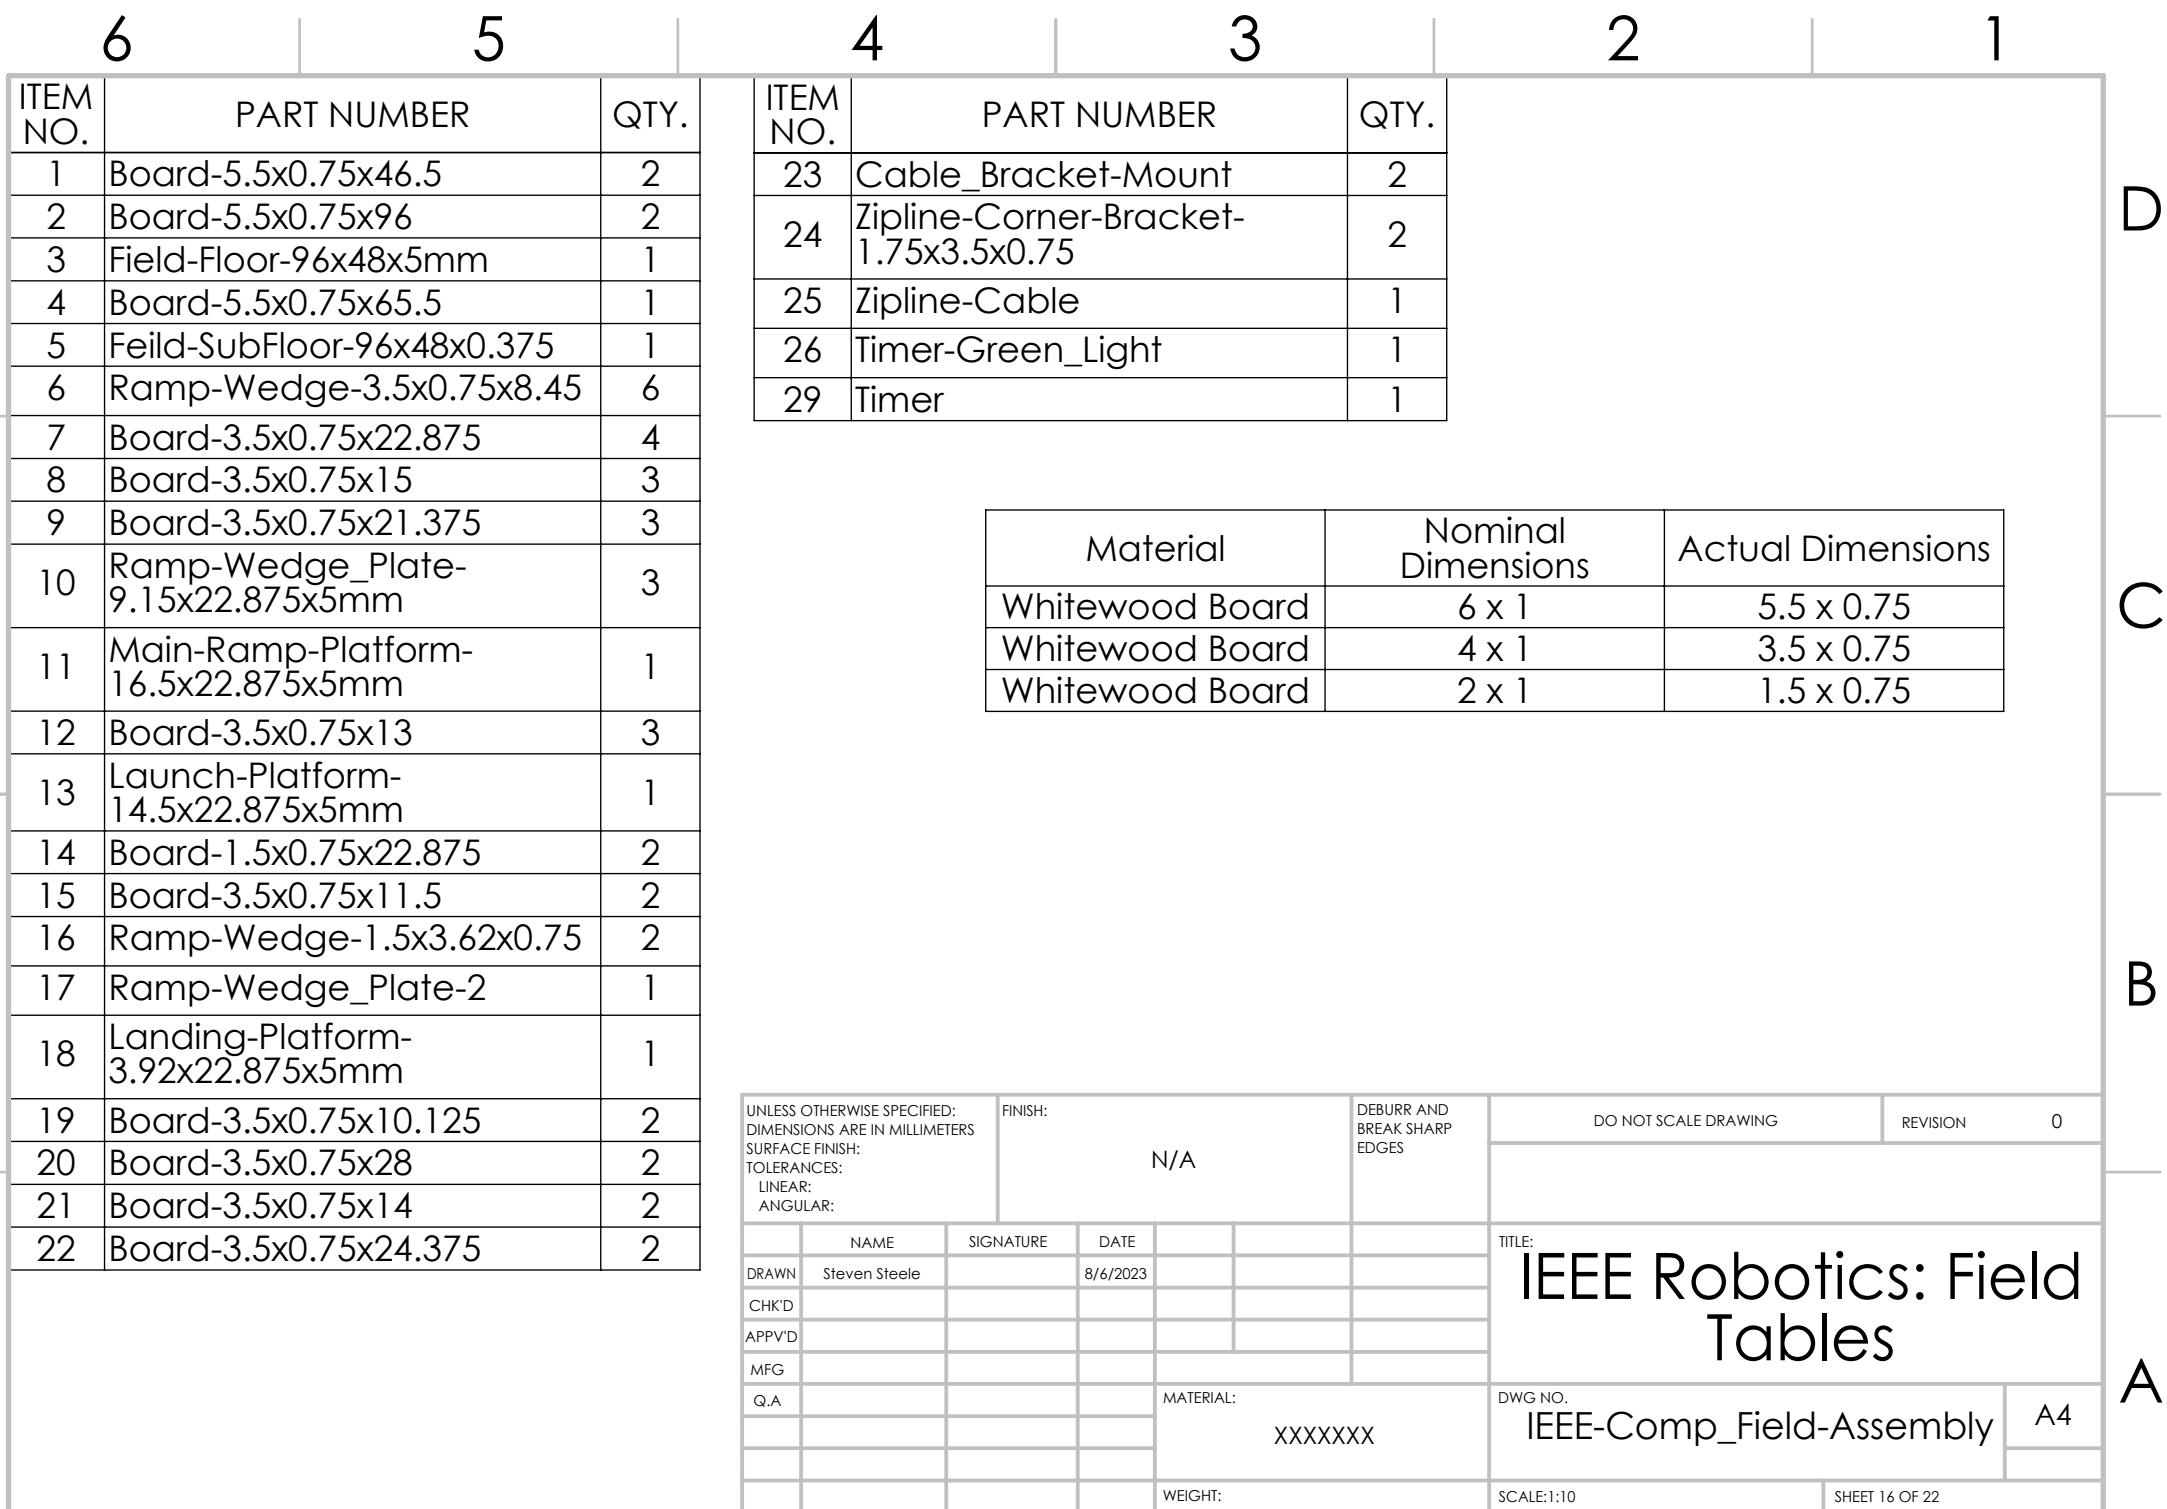 6 5 4 3 2 1
ITEM NO. PART NUMBER QTY.
1 Board-5.5x0.75x46.5 2
2 Board-5.5x0.75x96 2
3 Field-Floor-96x48x5mm 1
4 Board-5.5x0.75x65.5 1
5 Feild-SubFloor-96x48x0.375 1
6 Ramp-Wedge-3.5x0.75x8.45 6
7 Board-3.5x0.75x22.875 4
8 Board-3.5x0.75x15 3
9 Board-3.5x0.75x21.375 3
10 Ramp-Wedge_Plate-9.15x22.875x5mm 3
11 Main-Ramp-Platform-16.5x22.875x5mm 1
12 Board-3.5x0.75x13 3
13 Launch-Platform-14.5x22.875x5mm 1
14 Board-1.5x0.75x22.875 2
15 Board-3.5x0.75x11.5 2
16 Ramp-Wedge-1.5x3.62x0.75 2
17 Ramp-Wedge_Plate-2 1
18 Landing-Platform-3.92x22.875x5mm 1
19 Board-3.5x0.75x10.125 2
20 Board-3.5x0.75x28 2
21 Board-3.5x0.75x14 2
22 Board-3.5x0.75x24.375 2
ITEM NO. PART NUMBER QTY.
23 Cable_Bracket-Mount 2
24 Zipline-Corner-Bracket-1.75x3.5x0.75 2
25 Zipline-Cable 1
26 Timer-Green_Light 1
29 Timer 1
Material Nominal Dimensions Actual Dimensions
Whitewood Board 6 x 1 5.5 x 0.75
Whitewood Board 4 x 1 3.5 x 0.75
Whitewood Board 2 x 1 1.5 x 0.75
D
C
B
A
UNLESS OTHERWISE SPECIFIED:
DIMENSIONS ARE IN MILLIMETERS
SURFACE FINISH:
TOLERANCES:
LINEAR:
ANGULAR:
FINISH:
N/A
DEBURR AND
BREAK SHARP
EDGES
DO NOT SCALE DRAWING
REVISION 0
NAME SIGNATURE DATE
DRAWN Steven Steele 8/6/2023
CHK'D
APPV'D
MFG
Q.A
MATERIAL:
XXXXXXX
WEIGHT:
TITLE:
IEEE Robotics: Field
Tables
DWG NO.
IEEE-Comp_Field-Assembly
A4
SCALE:1:10
SHEET 16 OF 22